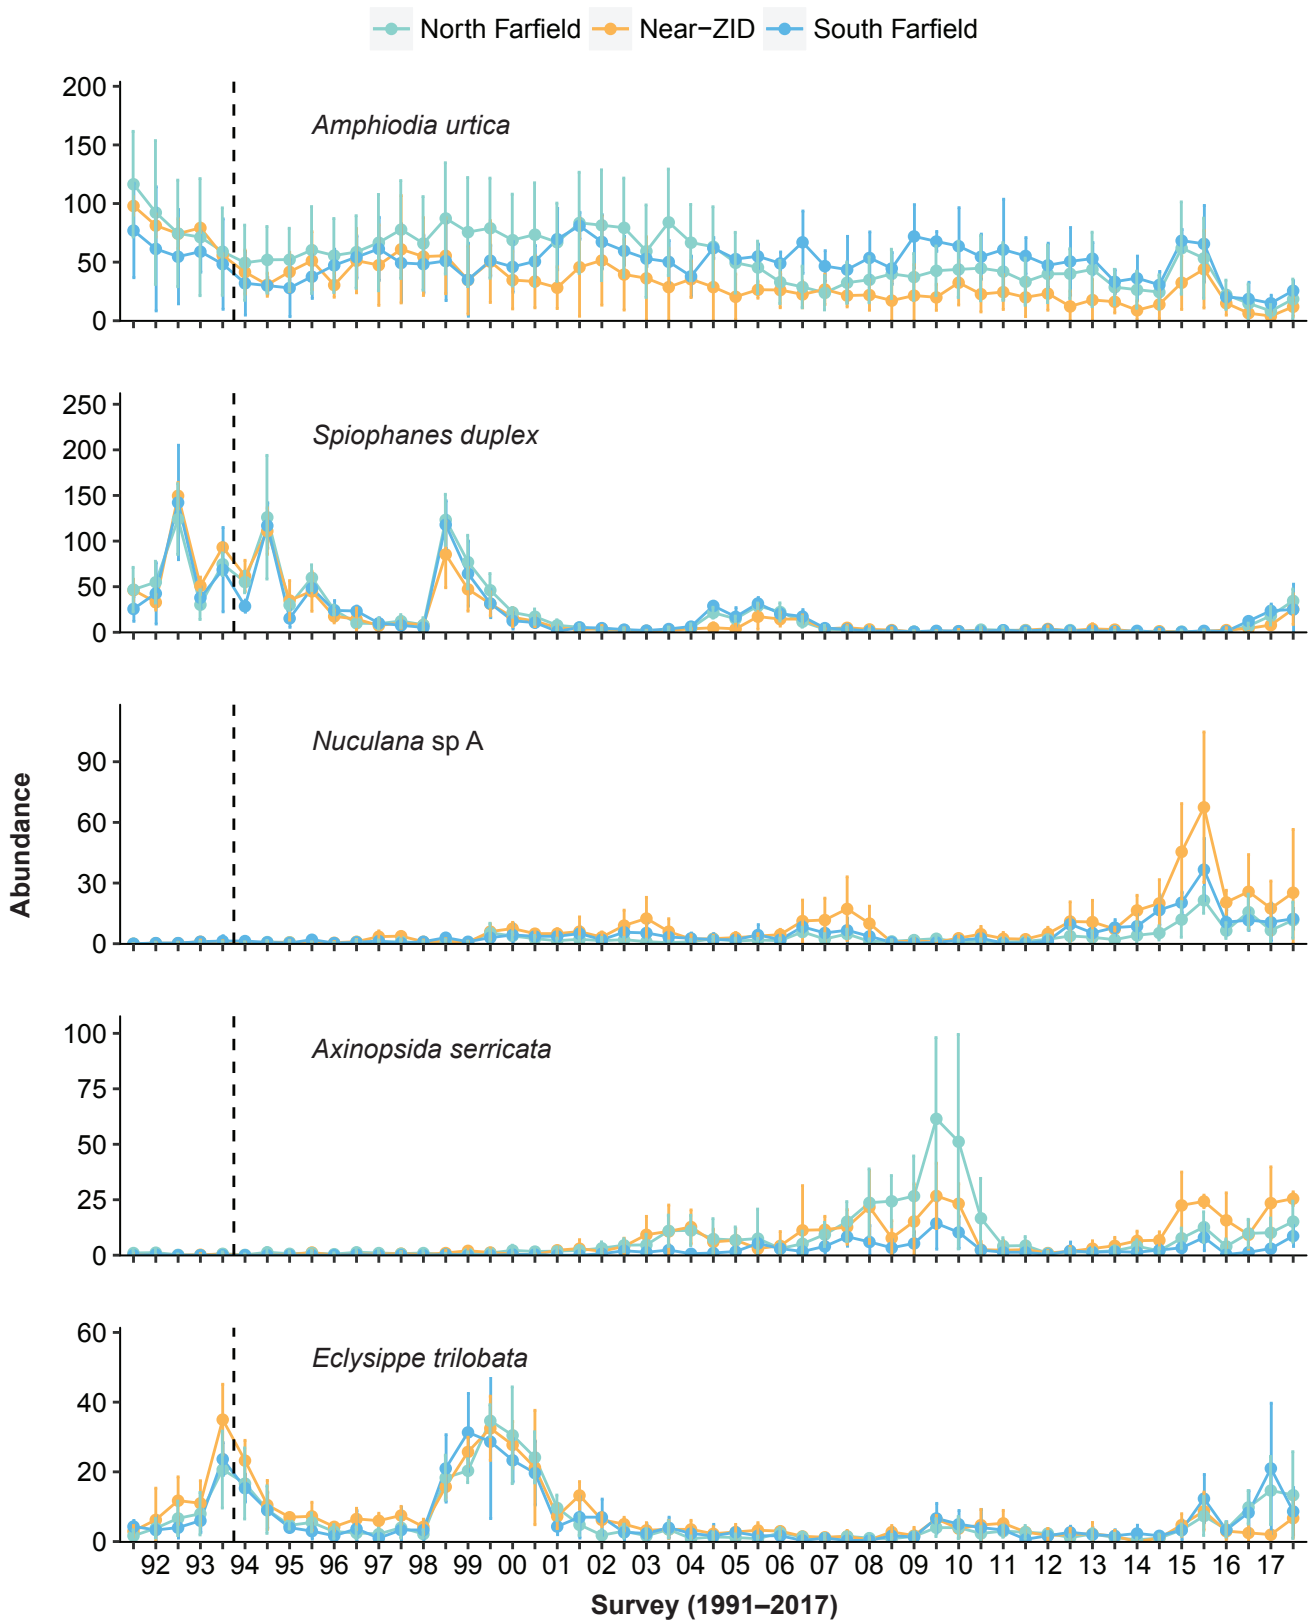 North Farfield Near−ZID South Farfield
200
150
100
50
0
Amphiodia urtica
250
200
150
100
50
0
Spiophanes duplex
90
60
30
0
Nuculana sp A
100
75
50
25
0
Axinopsida serricata
60
40
20
0
Eclysippe trilobata
Abundance
92 93 94 95 96 97 98 99 00 01 02 03 04 05 06 07 08 09 10 11 12 13 14 15 16 17
Survey (1991–2017)